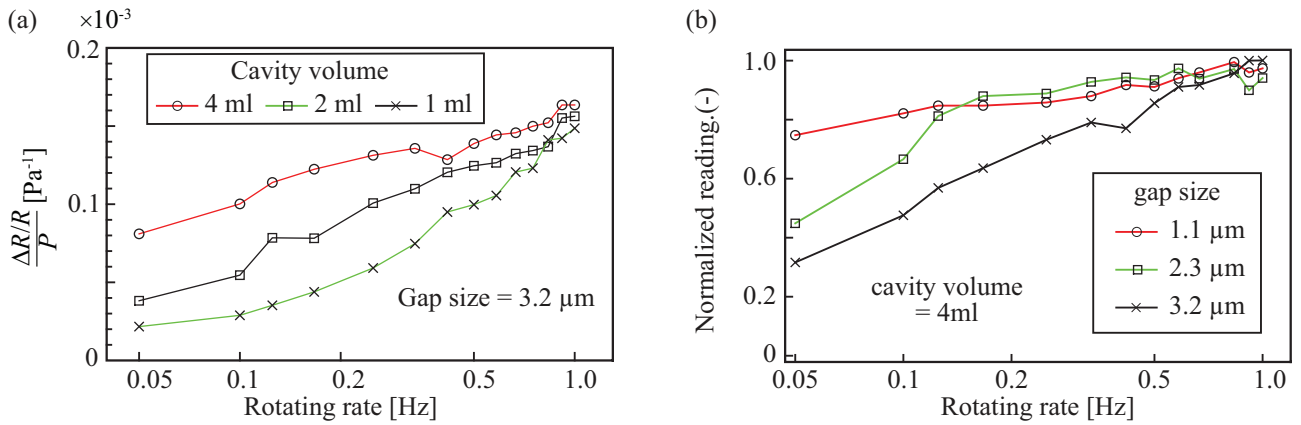 (a)
×10⁻³
0.2
0.1
0
ΔR/R
P
[Pa⁻¹]
Cavity volume
4 ml 2 ml 1 ml
Gap size = 3.2 µm
0.05 0.1 0.2 0.5 1.0
Rotating rate [Hz]
(b)
1.0
0.6
0.4
0.2
0
Normalized reading.(-)
gap size
1.1 µm
2.3 µm
3.2 µm
cavity volume
= 4ml
0.05 0.1 0.2 0.5 1.0
Rotating rate [Hz]